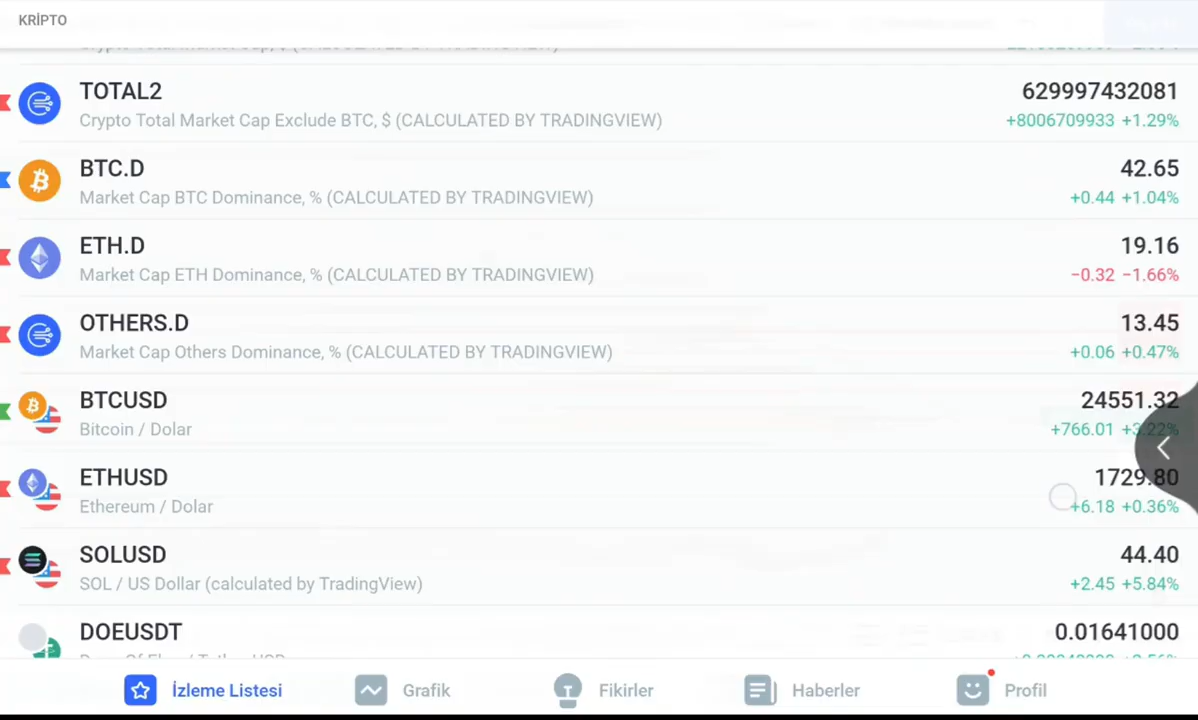 KRİPTO
TOTAL2
629997432081
Crypto Total Market Cap Exclude BTC, $ (CALCULATED BY TRADINGVIEW)
+8006709933 +1.29%
BTC.D
42.65
Market Cap BTC Dominance, % (CALCULATED BY TRADINGVIEW)
+0.44 +1.04%
ETH.D
19.16
Market Cap ETH Dominance, % (CALCULATED BY TRADINGVIEW)
−0.32 −1.66%
OTHERS.D
13.45
Market Cap Others Dominance, % (CALCULATED BY TRADINGVIEW)
+0.06 +0.47%
BTCUSD
24551.32
Bitcoin / Dolar
+766.01 +3.22%
ETHUSD
1729.80
Ethereum / Dolar
+6.18 +0.36%
SOLUSD
44.40
SOL / US Dollar (calculated by TradingView)
+2.45 +5.84%
DOEUSDT
0.01641000
İzleme Listesi
Grafik
Fikirler
Haberler
Profil